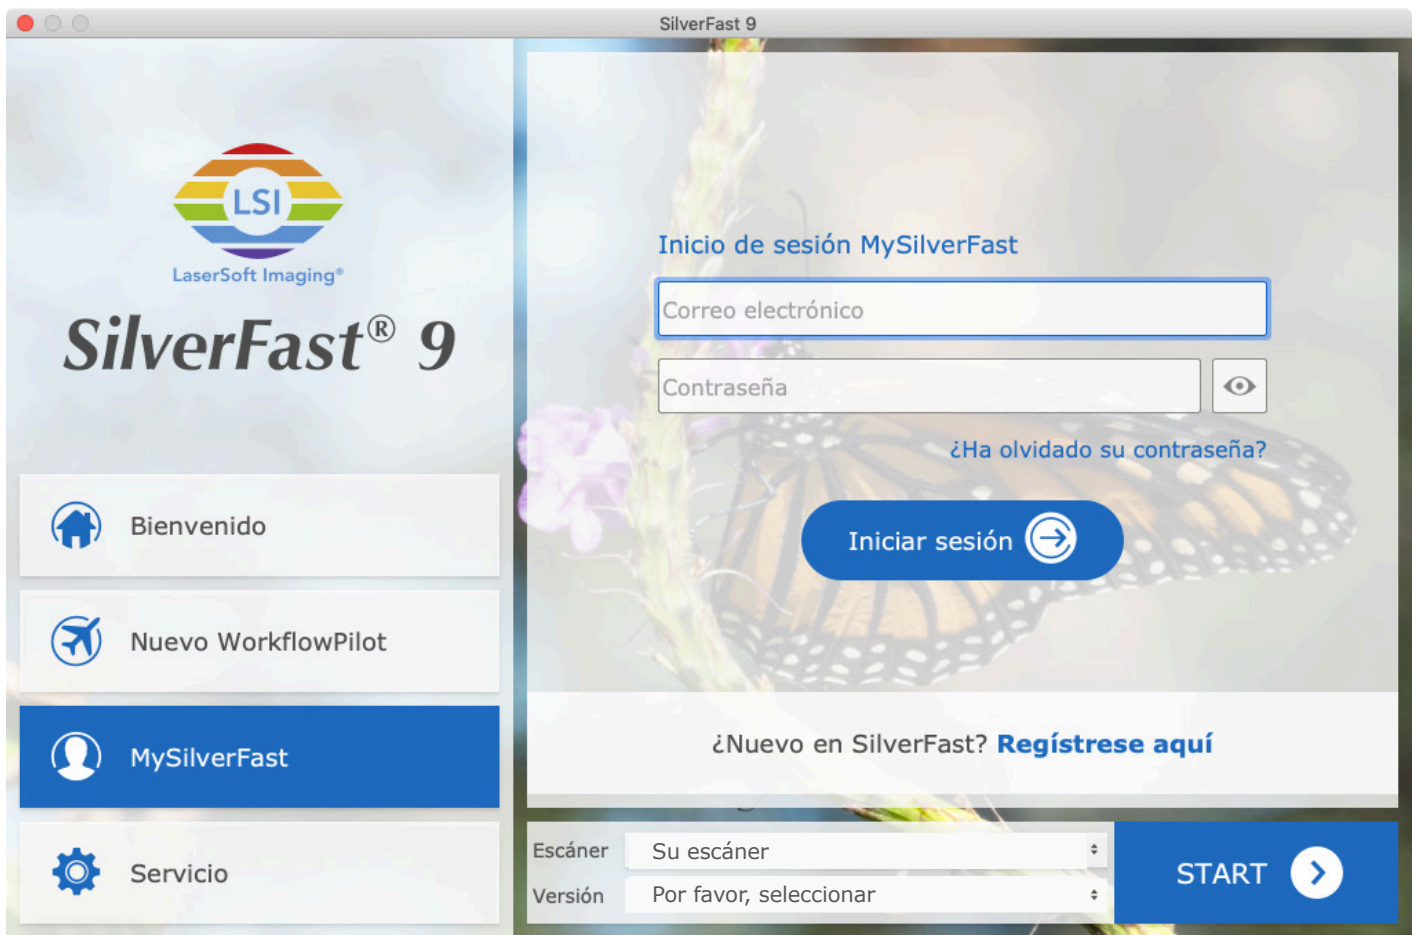 SilverFast 9
LSI
LaserSoft Imaging®
SilverFast® 9
Bienvenido
Nuevo WorkflowPilot
MySilverFast
Servicio
Inicio de sesión MySilverFast
Correo electrónico
Contraseña
¿Ha olvidado su contraseña?
Iniciar sesión
¿Nuevo en SilverFast? Regístrese aquí
Escáner Su escáner
Versión Por favor, seleccionar
START